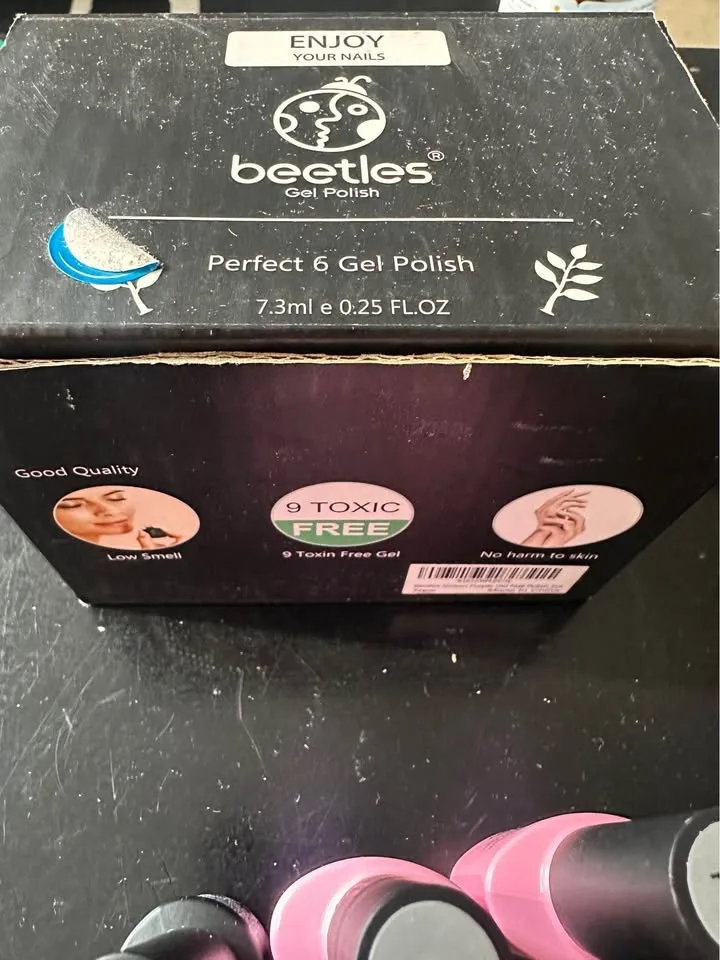 ENJOY
YOUR NAILS
beetles®
Gel Polish
Perfect 6 Gel Polish
7.3ml e 0.25 FL.OZ
Good Quality
9 TOXIC
FREE
Low Smell
9 Toxin Free Gel
No harm to skin